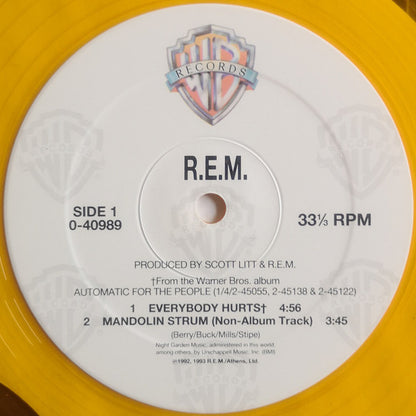 RECORDS
R.E.M.
SIDE 1
0-40989
33⅓ RPM
PRODUCED BY SCOTT LITT & R.E.M.
†From the Warner Bros. album
AUTOMATIC FOR THE PEOPLE (1/4/2-45055, 2-45138 & 2-45122)
1 EVERYBODY HURTS† 4:56
2 MANDOLIN STRUM (Non-Album Track) 3:45
(Berry/Buck/Mills/Stipe)
Night Garden Music, administered in this world,
among others, by Unichappell Music, Inc. (BMI)
℗1992, 1993 R.E.M./Athens, Ltd.